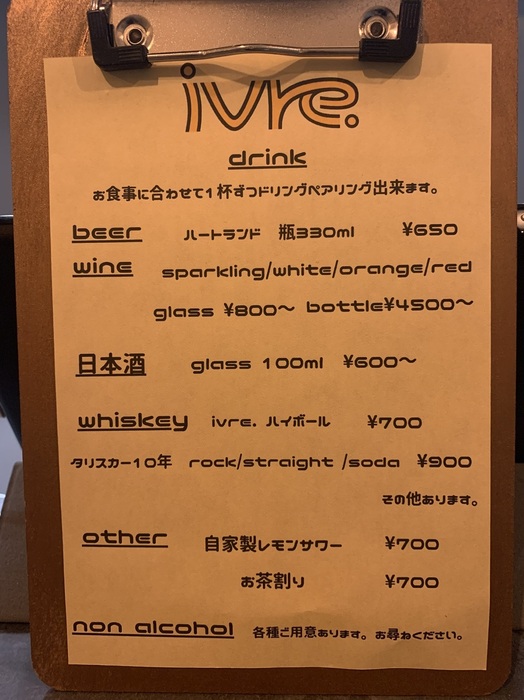 ivre.
drink
お食事に合わせて1杯ずつドリングペアリング出来ます。
beer ハートランド 瓶330ml ¥650
wine sparkling/white/orange/red
glass ¥800〜 bottle¥4500〜
日本酒 glass 100ml ¥600〜
whiskey ivre. ハイボール ¥700
タリスカー10年 rock/straight /soda ¥900
その他あります。
other 自家製レモンサワー ¥700
お茶割り ¥700
non alcohol 各種ご用意あります。お尋ねください。